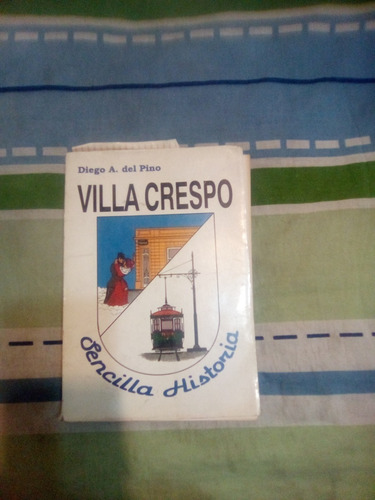 Diego A. del Pino
VILLA CRESPO
Sencilla Historia